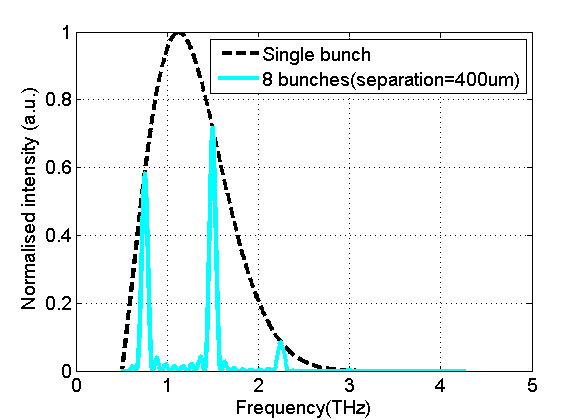 1
0.8
0.6
0.4
0.2
0
0 1 2 3 4 5
Normalised intensity (a.u.)
Frequency(THz)
Single bunch
8 bunches(separation=400um)